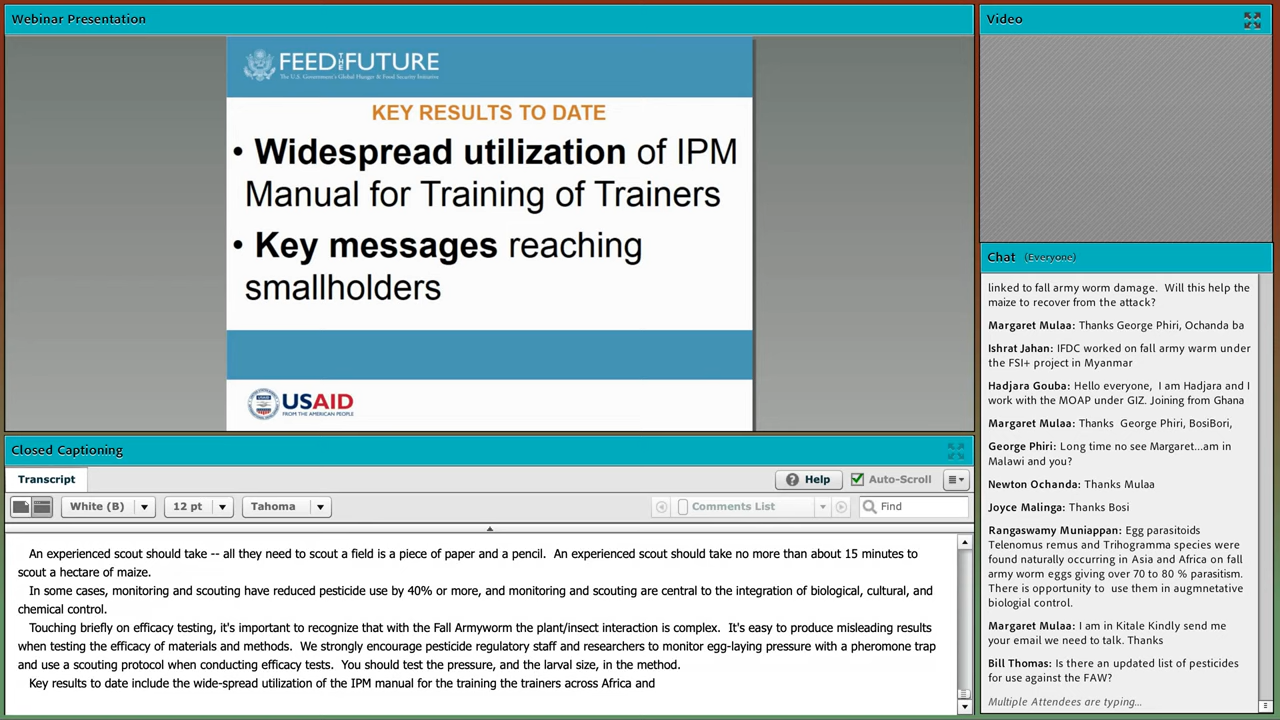 Webinar Presentation
FEED THE FUTURE
The U.S. Government's Global Hunger & Food Security Initiative
KEY RESULTS TO DATE
• Widespread utilization of IPM
Manual for Training of Trainers
• Key messages reaching
smallholders
USAID
FROM THE AMERICAN PEOPLE
Closed Captioning
Transcript
Help
Auto-Scroll
White (B)
12 pt
Tahoma
Comments List
Find
An experienced scout should take -- all they need to scout a field is a piece of paper and a pencil. An experienced scout should take no more than about 15 minutes to
scout a hectare of maize.
In some cases, monitoring and scouting have reduced pesticide use by 40% or more, and monitoring and scouting are central to the integration of biological, cultural, and
chemical control.
Touching briefly on efficacy testing, it's important to recognize that with the Fall Armyworm the plant/insect interaction is complex. It's easy to produce misleading results
when testing the efficacy of materials and methods. We strongly encourage pesticide regulatory staff and researchers to monitor egg-laying pressure with a pheromone trap
and use a scouting protocol when conducting efficacy tests. You should test the pressure, and the larval size, in the method.
Key results to date include the wide-spread utilization of the IPM manual for the training the trainers across Africa and
Video
Chat (Everyone)
linked to fall army worm damage. Will this help the
maize to recover from the attack?
Margaret Mulaa: Thanks George Phiri, Ochanda ba
Ishrat Jahan: IFDC worked on fall army warm under
the FSI+ project in Myanmar
Hadjara Gouba: Hello everyone, I am Hadjara and I
work with the MOAP under GIZ. Joining from Ghana
Margaret Mulaa: Thanks George Phiri, BosiBori,
George Phiri: Long time no see Margaret...am in
Malawi and you?
Newton Ochanda: Thanks Mulaa
Joyce Malinga: Thanks Bosi
Rangaswamy Muniappan: Egg parasitoids
Telenomus remus and Trihogramma species were
found naturally occurring in Asia and Africa on fall
army worm eggs giving over 70 to 80 % parasitism.
There is opportunity to use them in augmnetative
biologial control.
Margaret Mulaa: I am in Kitale Kindly send me
your email we need to talk. Thanks
Bill Thomas: Is there an updated list of pesticides
for use against the FAW?
Multiple Attendees are typing...